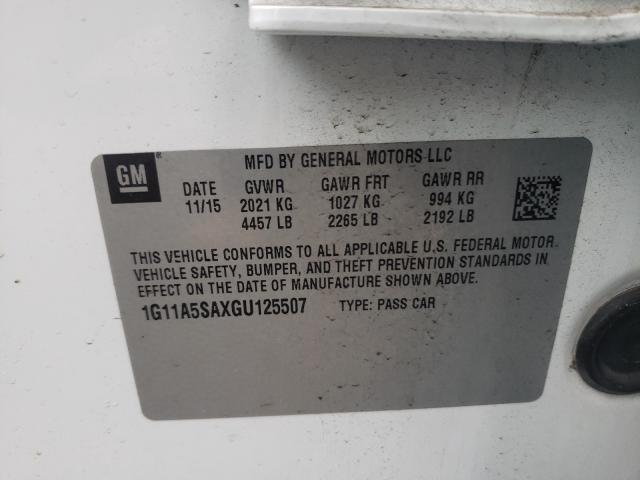 GM
MFD BY GENERAL MOTORS LLC
DATE GVWR GAWR FRT GAWR RR
11/15 2021 KG 1027 KG 994 KG
4457 LB 2265 LB 2192 LB
THIS VEHICLE CONFORMS TO ALL APPLICABLE U.S. FEDERAL MOTOR
VEHICLE SAFETY, BUMPER, AND THEFT PREVENTION STANDARDS IN
EFFECT ON THE DATE OF MANUFACTURE SHOWN ABOVE.
1G11A5SAXGU125507 TYPE: PASS CAR